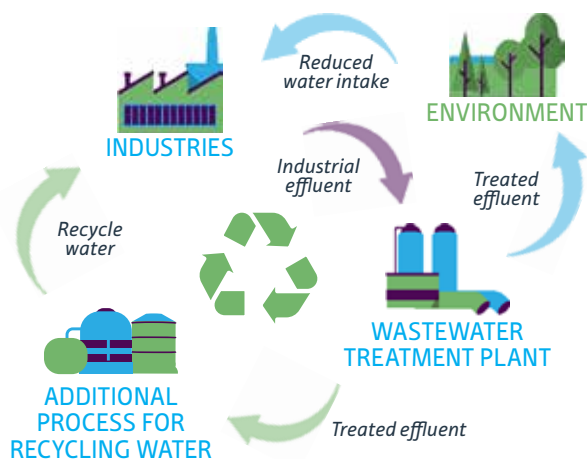 Reduced
water intake
ENVIRONMENT
INDUSTRIES
Industrial
effluent
Treated
effluent
Recycle
water
WASTEWATER
TREATMENT PLANT
ADDITIONAL
PROCESS FOR
RECYCLING WATER
Treated effluent